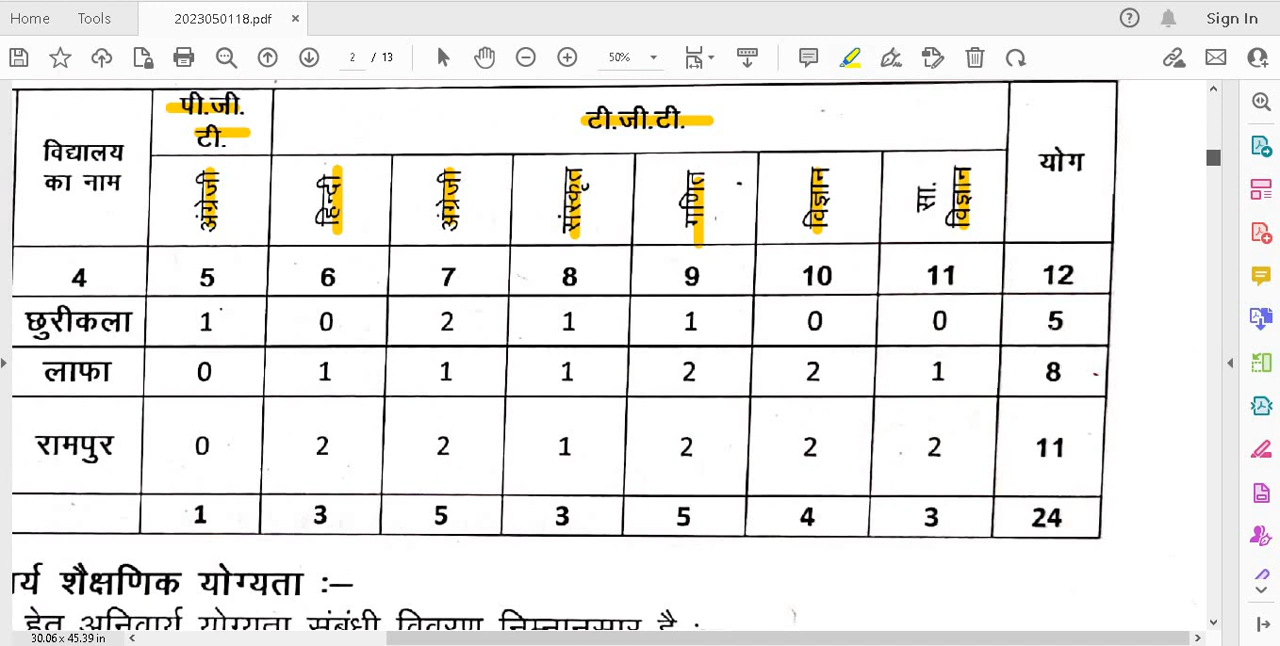 Home Tools 2023050118.pdf × Sign In
2 / 13 50%
विद्यालय का नाम
पी.जी.टी.
टी.जी.टी.
योग
अंग्रेजी हिन्दी अंग्रेजी संस्कृत गणित विज्ञान सा. विज्ञान
4 5 6 7 8 9 10 11 12
छुरीकला 1 0 2 1 1 0 0 5
लाफा 0 1 1 1 2 2 1 8
रामपुर 0 2 2 1 2 2 2 11
1 3 5 3 5 4 3 24
र्य शैक्षणिक योग्यता :–
हेतु अनिवार्य योग्यता संबंधी विवरण निम्नानुसार है :
30.06 x 45.39 in